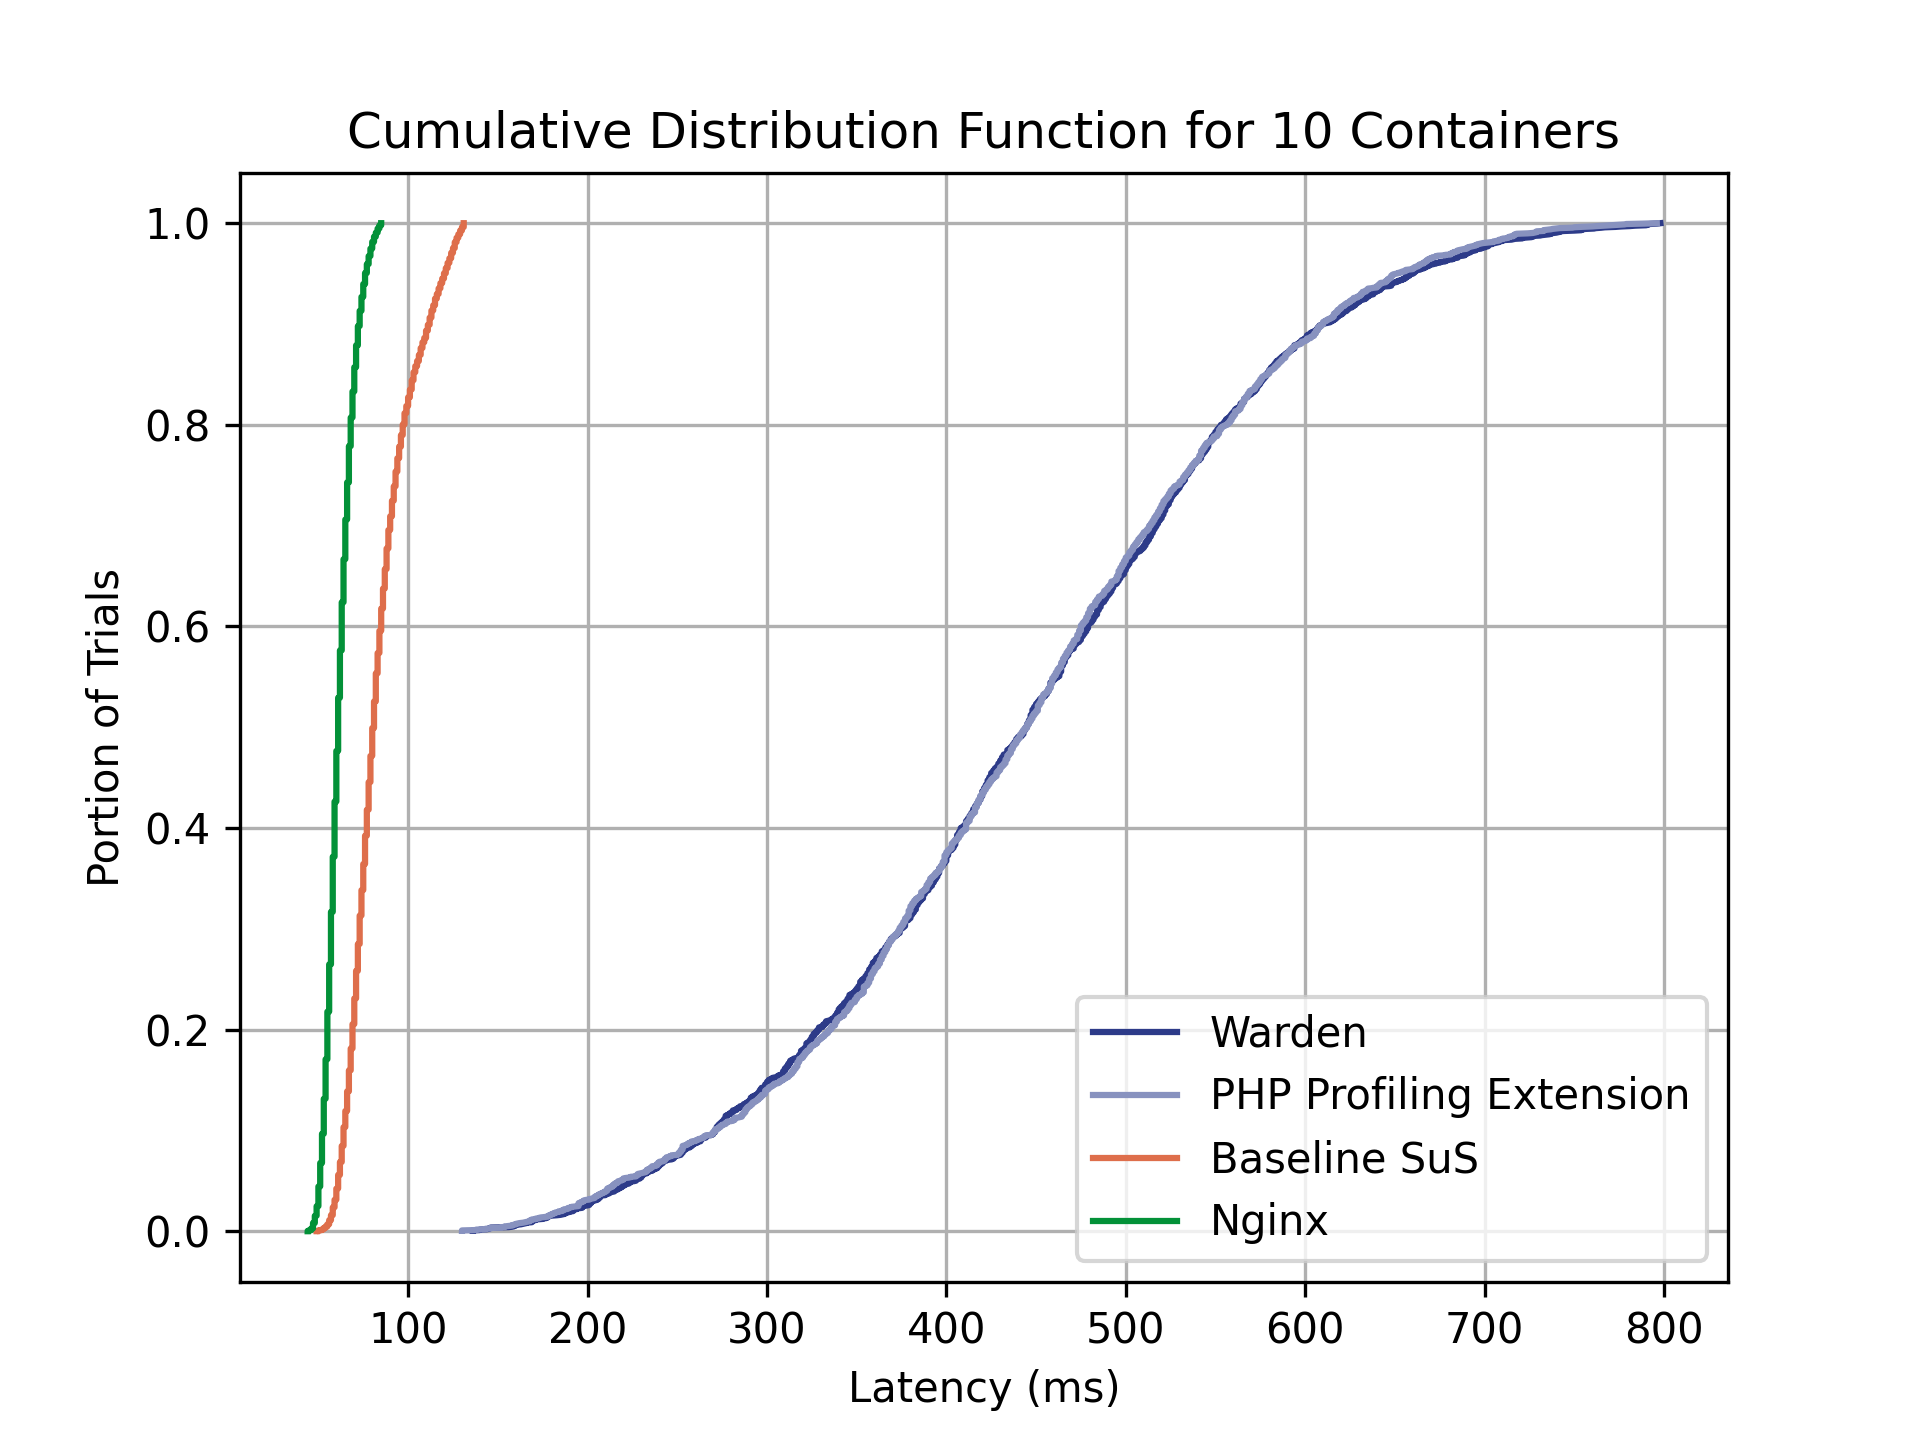 Cumulative Distribution Function for 10 Containers
1.0
0.8
0.6
0.4
0.2
0.0
Portion of Trials
Warden
PHP Profiling Extension
Baseline SuS
Nginx
100 200 300 400 500 600 700 800
Latency (ms)